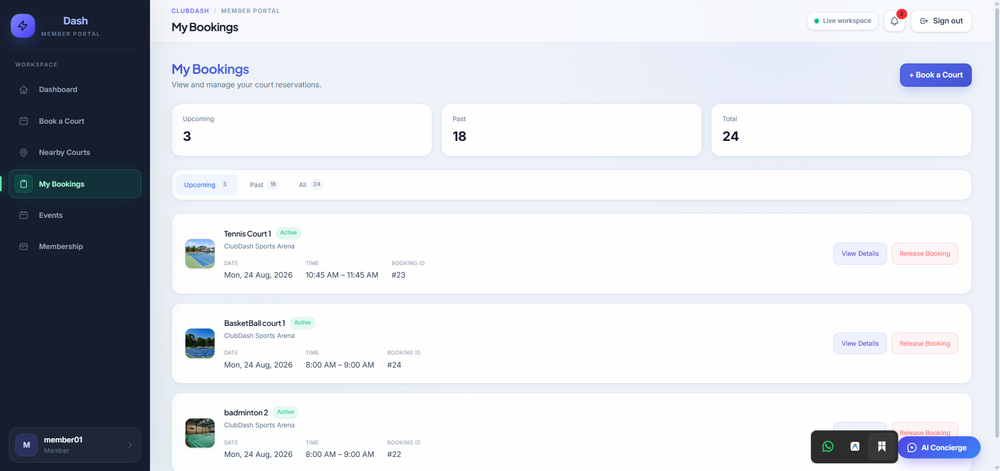 Dash
MEMBER PORTAL
WORKSPACE
Dashboard
Book a Court
Nearby Courts
My Bookings
Events
Membership
M
member01
Member
CLUBDASH / MEMBER PORTAL
My Bookings
Live workspace
2
Sign out
My Bookings
View and manage your court reservations.
+ Book a Court
Upcoming
3
Past
18
Total
24
Upcoming 3
Past 18
All 24
Tennis Court 1 Active
ClubDash Sports Arena
DATE TIME BOOKING ID
Mon, 24 Aug, 2026 10:45 AM – 11:45 AM #23
View Details
Release Booking
BasketBall court 1 Active
ClubDash Sports Arena
DATE TIME BOOKING ID
Mon, 24 Aug, 2026 8:00 AM – 9:00 AM #24
View Details
Release Booking
badminton 2 Active
ClubDash Sports Arena
DATE TIME BOOKING ID
Mon, 24 Aug, 2026 8:00 AM – 9:00 AM #22
Release Booking
AI Concierge